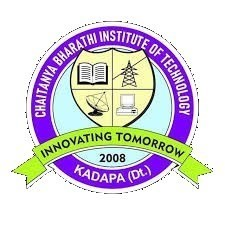 CHAITANYA BHARATHI INSTITUTE OF TECHNOLOGY
INNOVATING TOMORROW
2008
KADAPA (Dt.)